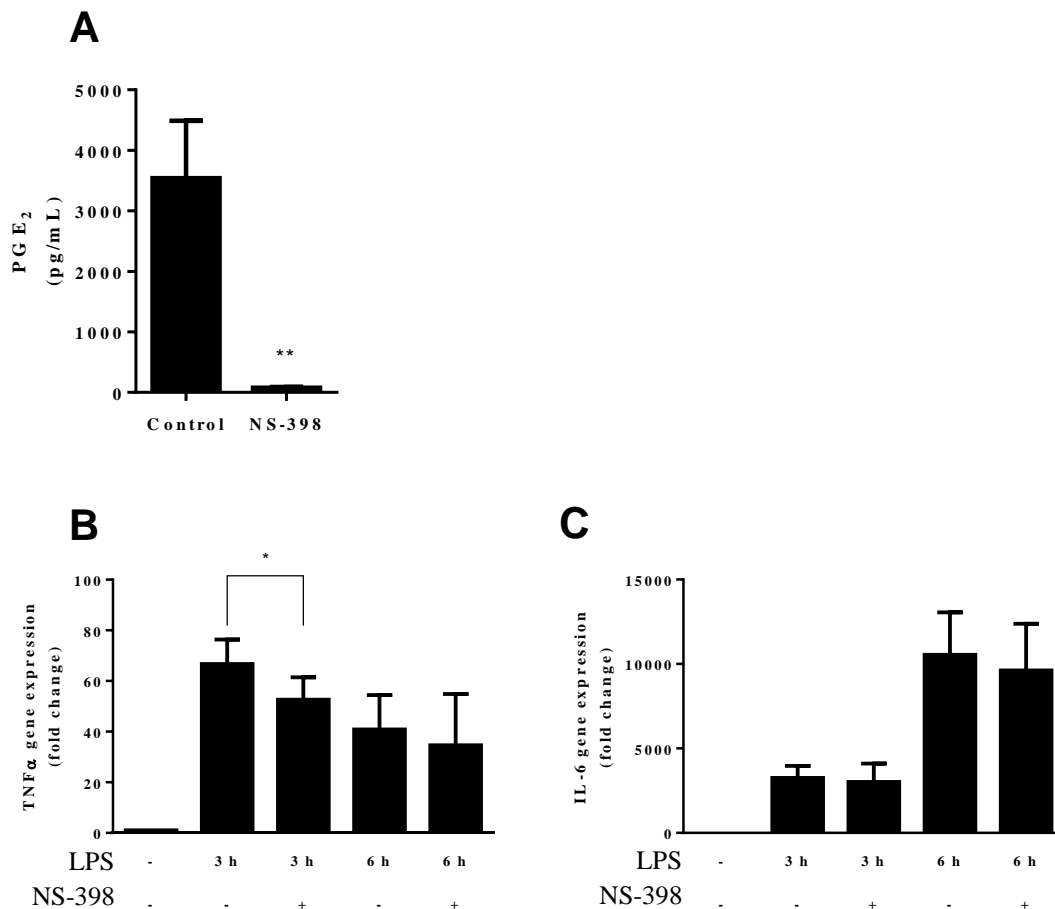 A
5000
4000
3000
2000
1000
0
PGE₂
(pg/mL)
Control NS-398
**
B
100
80
60
40
20
0
TNFα gene expression
(fold change)
*
LPS - 3 h 3 h 6 h 6 h
NS-398 - - + - +
C
15000
10000
5000
0
IL-6 gene expression
(fold change)
LPS - 3 h 3 h 6 h 6 h
NS-398 - - + - +